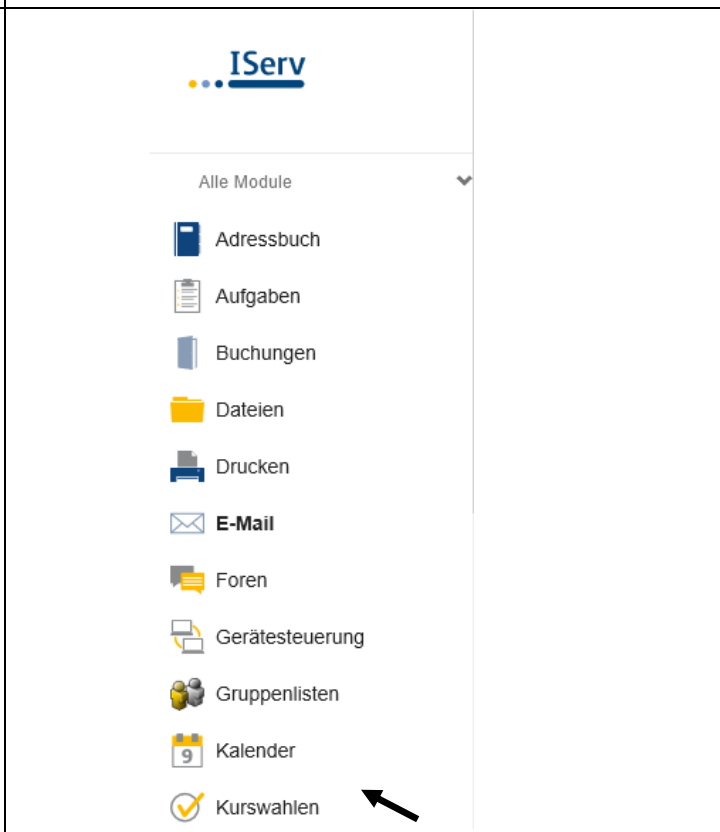 IServ
Alle Module
Adressbuch
Aufgaben
Buchungen
Dateien
Drucken
E-Mail
Foren
Gerätesteuerung
Gruppenlisten
9 Kalender
Kurswahlen